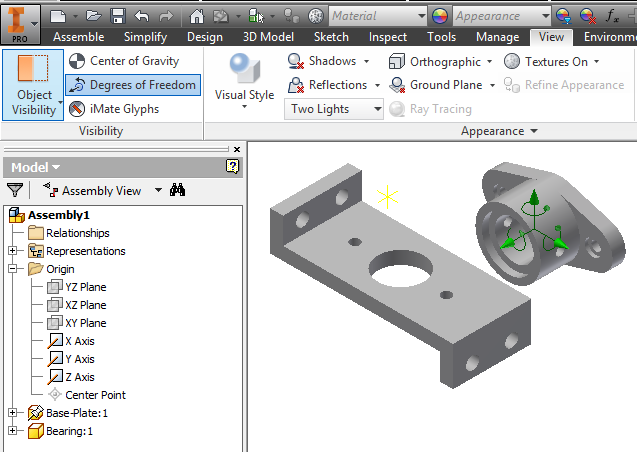 I PRO Material Appearance fx
Assemble Simplify Design 3D Model Sketch Inspect Tools Manage View Environm
Object Visibility
Center of Gravity
Degrees of Freedom
iMate Glyphs
Visibility
Visual Style
Shadows
Reflections
Two Lights
Orthographic
Ground Plane
Ray Tracing
Textures On
Refine Appearance
Appearance
Model
Assembly View
Assembly1
Relationships
Representations
Origin
YZ Plane
XZ Plane
XY Plane
X Axis
Y Axis
Z Axis
Center Point
Base-Plate:1
Bearing:1